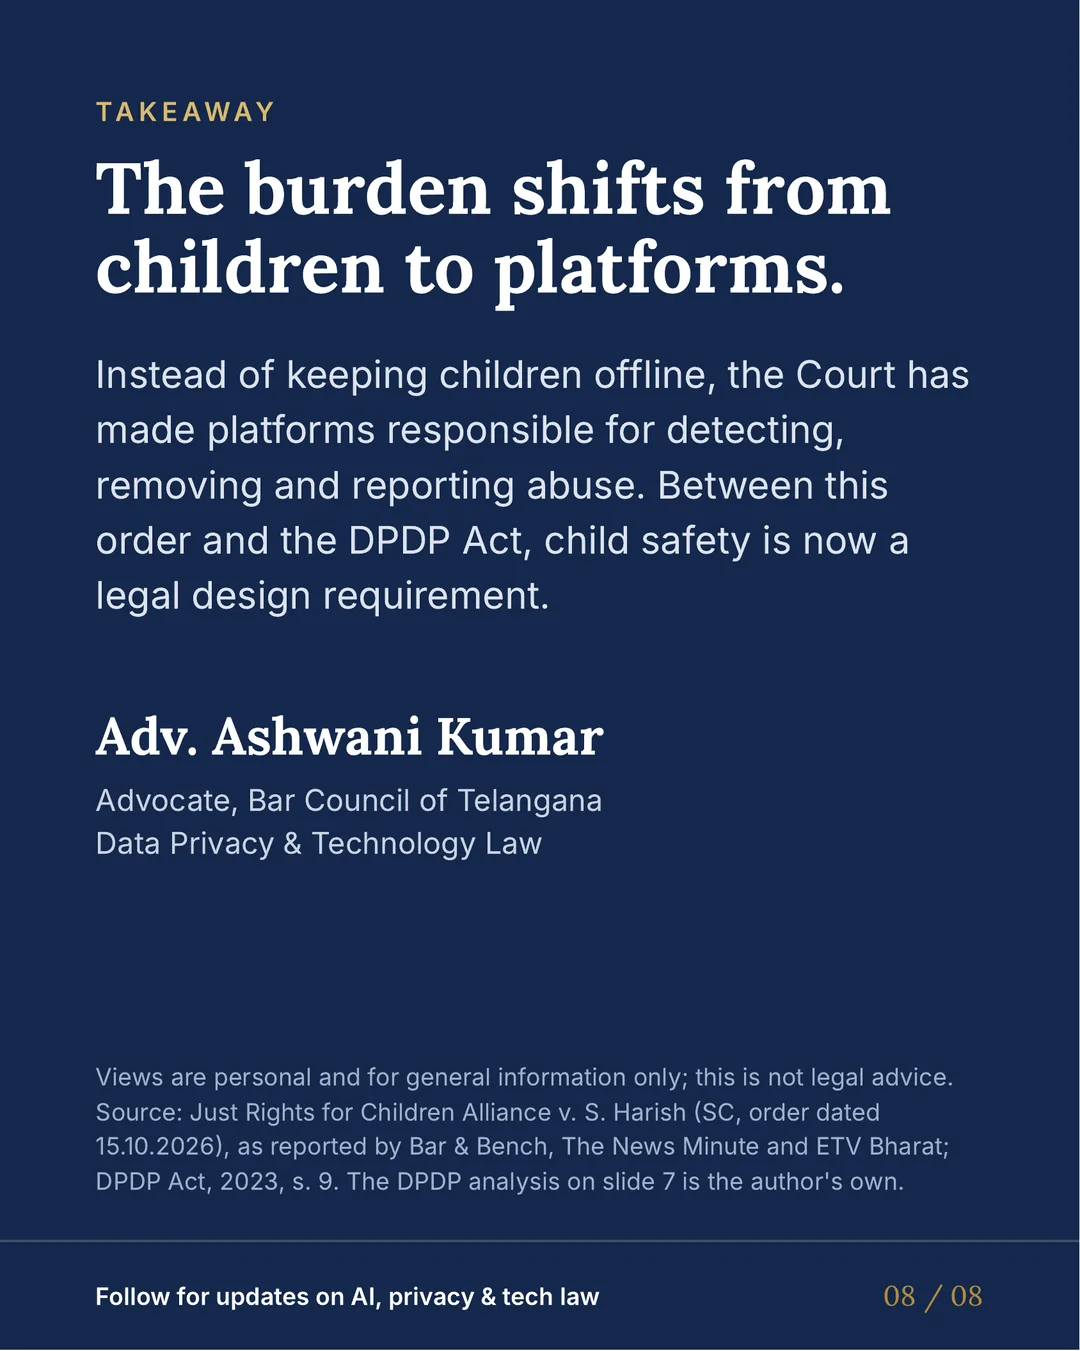 TAKEAWAY
The burden shifts from
children to platforms.
Instead of keeping children offline, the Court has
made platforms responsible for detecting,
removing and reporting abuse. Between this
order and the DPDP Act, child safety is now a
legal design requirement.
Adv. Ashwani Kumar
Advocate, Bar Council of Telangana
Data Privacy & Technology Law
Views are personal and for general information only; this is not legal advice.
Source: Just Rights for Children Alliance v. S. Harish (SC, order dated
15.10.2026), as reported by Bar & Bench, The News Minute and ETV Bharat;
DPDP Act, 2023, s. 9. The DPDP analysis on slide 7 is the author's own.
Follow for updates on AI, privacy & tech law
08 / 08